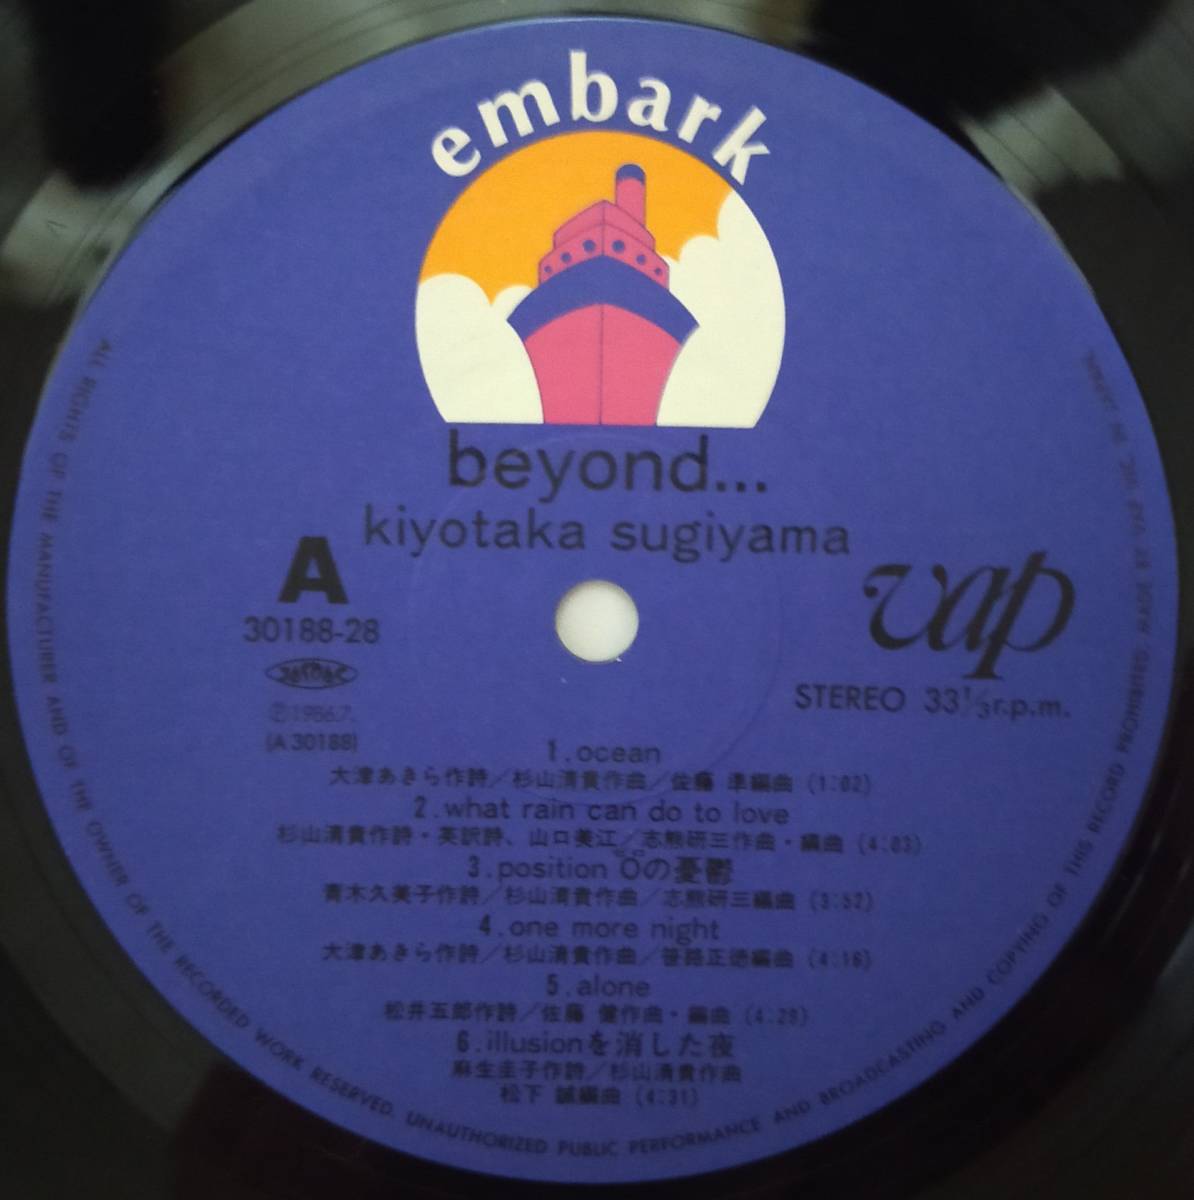 embark
beyond...
kiyotaka sugiyama
A
30188-28
JASRAC
Ⓟ1986.7.
(A 30188)
vap
STEREO 33⅓r.p.m.
1.ocean
大津あきら作詩/杉山清貴作曲/佐藤 準編曲 (1:02)
2.what rain can do to love
杉山清貴作詩・英訳詩、山口美江/志熊研三作曲・編曲 (4:03)
3.position Oの憂鬱
青木久美子作詩/杉山清貴作曲/志熊研三編曲 (3:52)
4.one more night
大津あきら作詩/杉山清貴作曲/笹路正徳編曲 (4:16)
5.alone
松井五郎作詩/佐藤 健作曲・編曲 (4:28)
6.illusionを消した夜
麻生圭子作詩/杉山清貴作曲
松下 誠編曲 (4:31)
ALL RIGHTS OF THE MANUFACTURER AND OF THE OWNER OF THE RECORDED WORK RESERVED. UNAUTHORIZED PUBLIC PERFORMANCE AND BROADCASTING AND COPYING OF THIS RECORD PROHIBITED. MADE BY VAP INC. IN JAPAN.